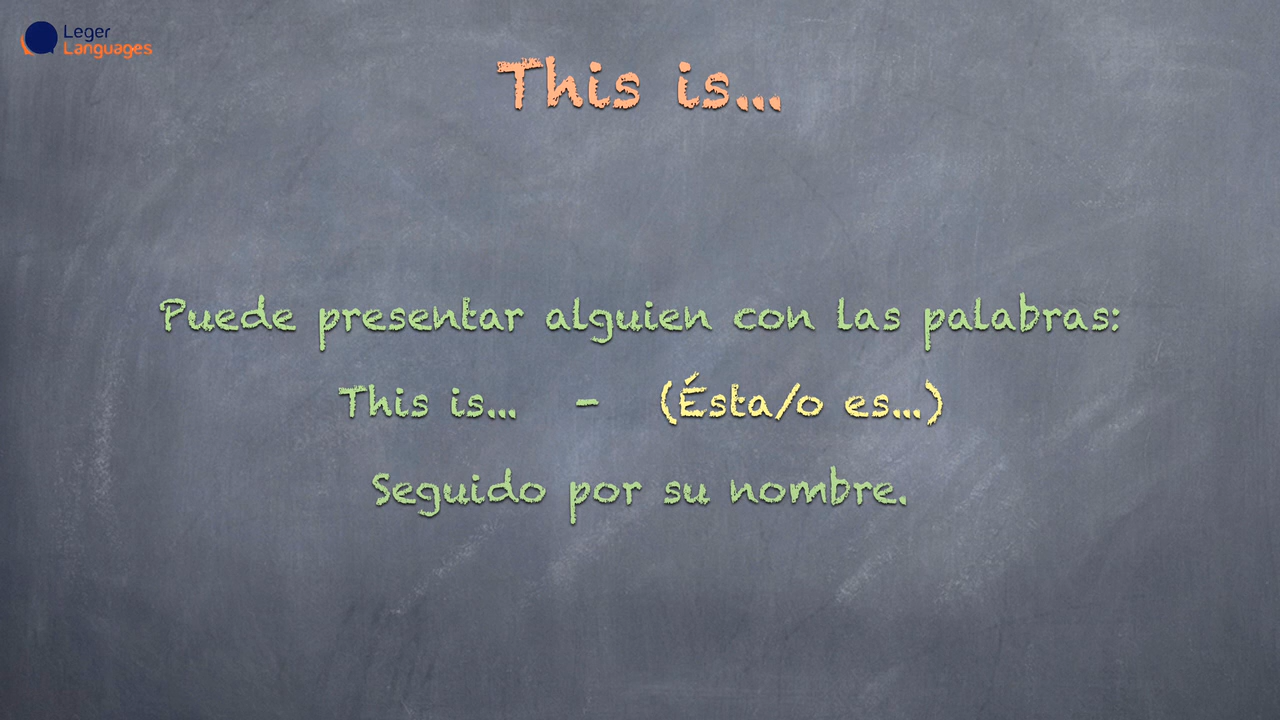 Leger
Languages
This is...
Puede presentar alguien con las palabras:
This is... - (Ésta/o es...)
Seguido por su nombre.